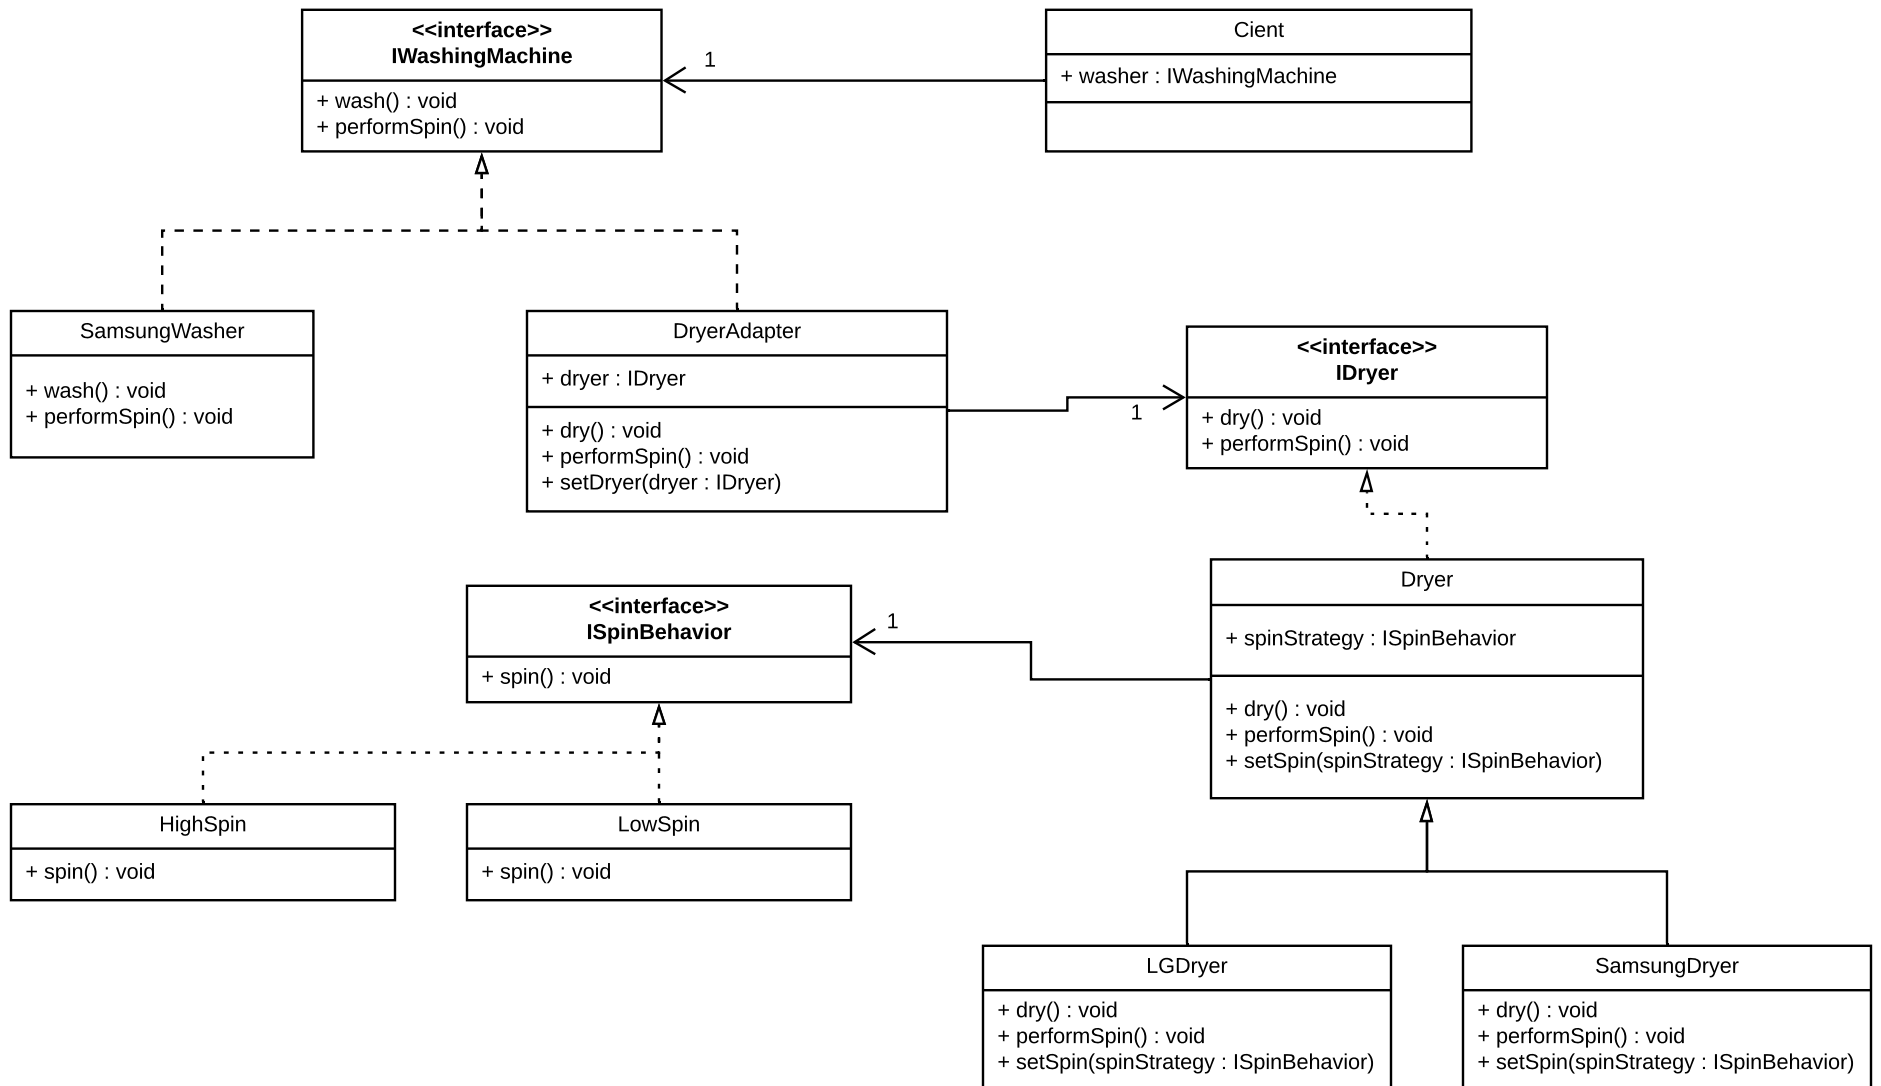 <<interface>>
IWashingMachine
+ wash() : void
+ performSpin() : void
1
Cient
+ washer : IWashingMachine
SamsungWasher
+ wash() : void
+ performSpin() : void
DryerAdapter
+ dryer : IDryer
+ dry() : void
+ performSpin() : void
+ setDryer(dryer : IDryer)
1
<<interface>>
IDryer
+ dry() : void
+ performSpin() : void
<<interface>>
ISpinBehavior
+ spin() : void
1
Dryer
+ spinStrategy : ISpinBehavior
+ dry() : void
+ performSpin() : void
+ setSpin(spinStrategy : ISpinBehavior)
HighSpin
+ spin() : void
LowSpin
+ spin() : void
LGDryer
+ dry() : void
+ performSpin() : void
+ setSpin(spinStrategy : ISpinBehavior)
SamsungDryer
+ dry() : void
+ performSpin() : void
+ setSpin(spinStrategy : ISpinBehavior)